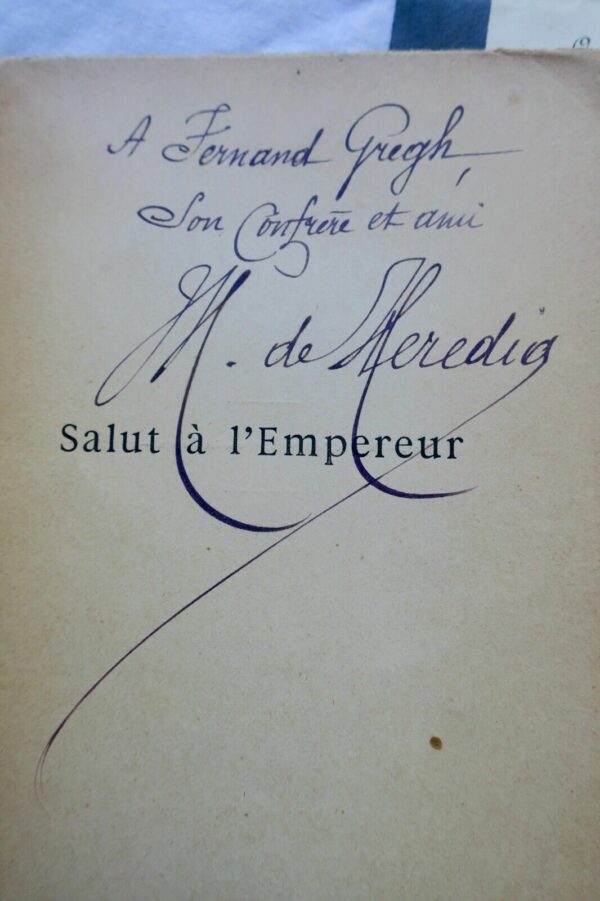 A Fernand Gregh,
Son Confrère et ami
M. de Heredia
Salut à l'Empereur